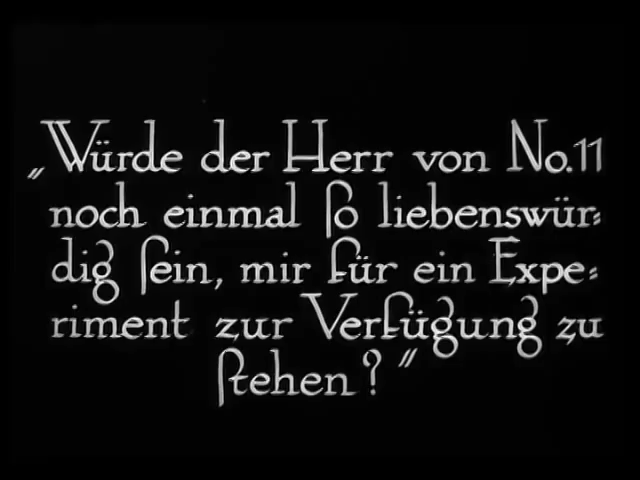 „Würde der Herr von No. 11
noch einmal ſo liebenswür-
dig ſein, mir für ein Expe-
riment zur Verfügung zu
ſtehen?“